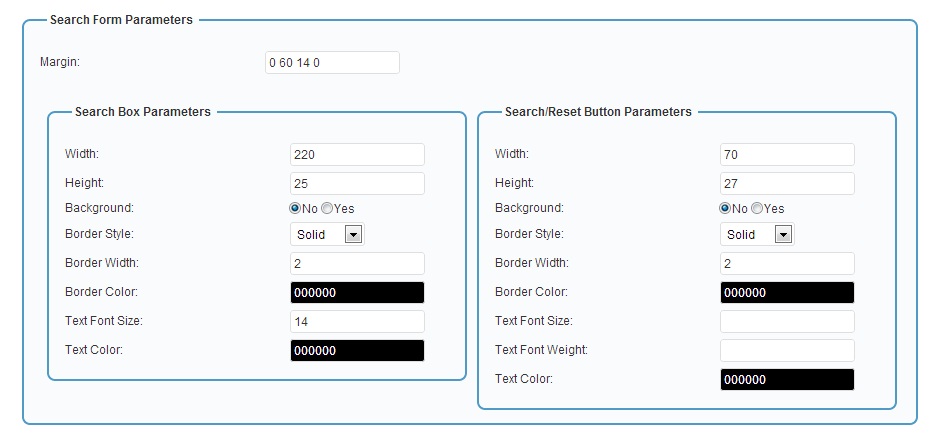 Search Form Parameters
Margin: 0 60 14 0
Search Box Parameters
Width: 220
Height: 25
Background: No Yes
Border Style: Solid
Border Width: 2
Border Color: 000000
Text Font Size: 14
Text Color: 000000
Search/Reset Button Parameters
Width: 70
Height: 27
Background: No Yes
Border Style: Solid
Border Width: 2
Border Color: 000000
Text Font Size:
Text Font Weight:
Text Color: 000000